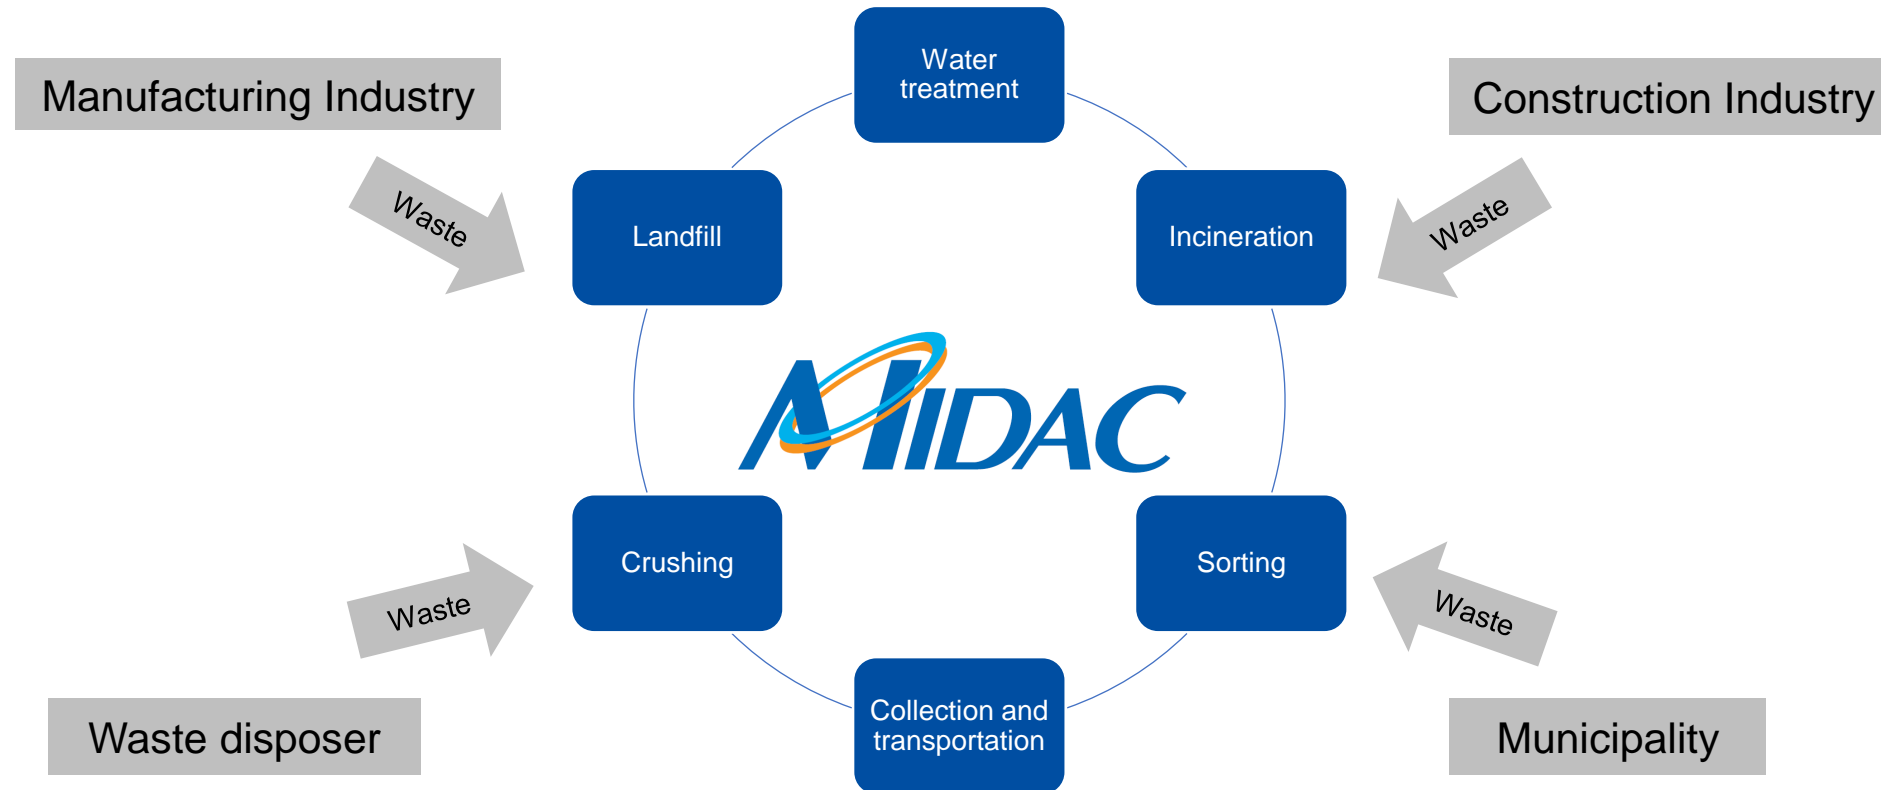 Water
treatment
Manufacturing Industry
Construction Industry
Waste
Waste
Landfill
Incineration
MIDAC
Crushing
Sorting
Waste
Waste
Collection and
transportation
Waste disposer
Municipality